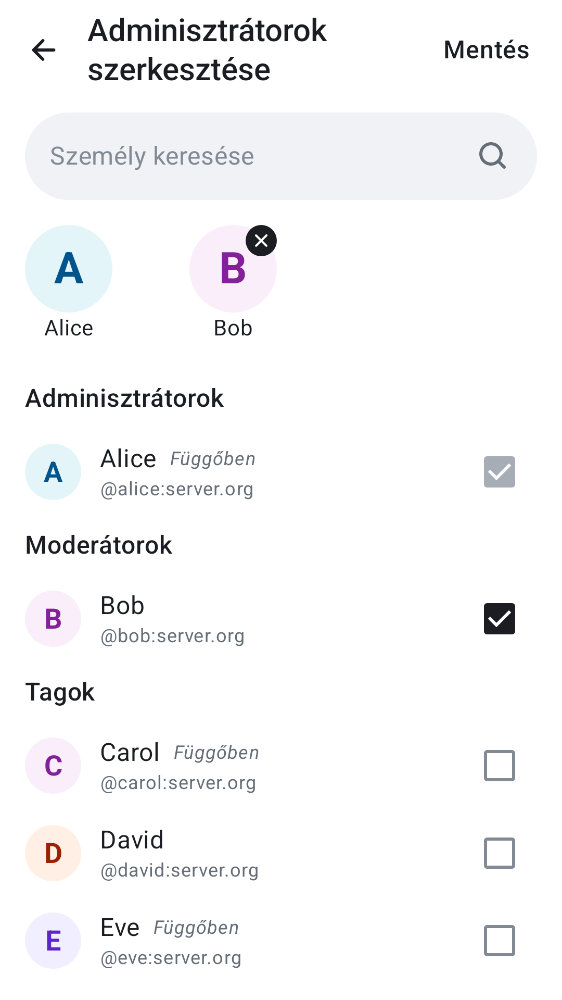 Adminisztrátorok
szerkesztése
Mentés
Személy keresése
A
B
Alice
Bob
Adminisztrátorok
A
Alice Függőben
@alice:server.org
Moderátorok
B
Bob
@bob:server.org
Tagok
C
Carol Függőben
@carol:server.org
D
David
@david:server.org
E
Eve Függőben
@eve:server.org